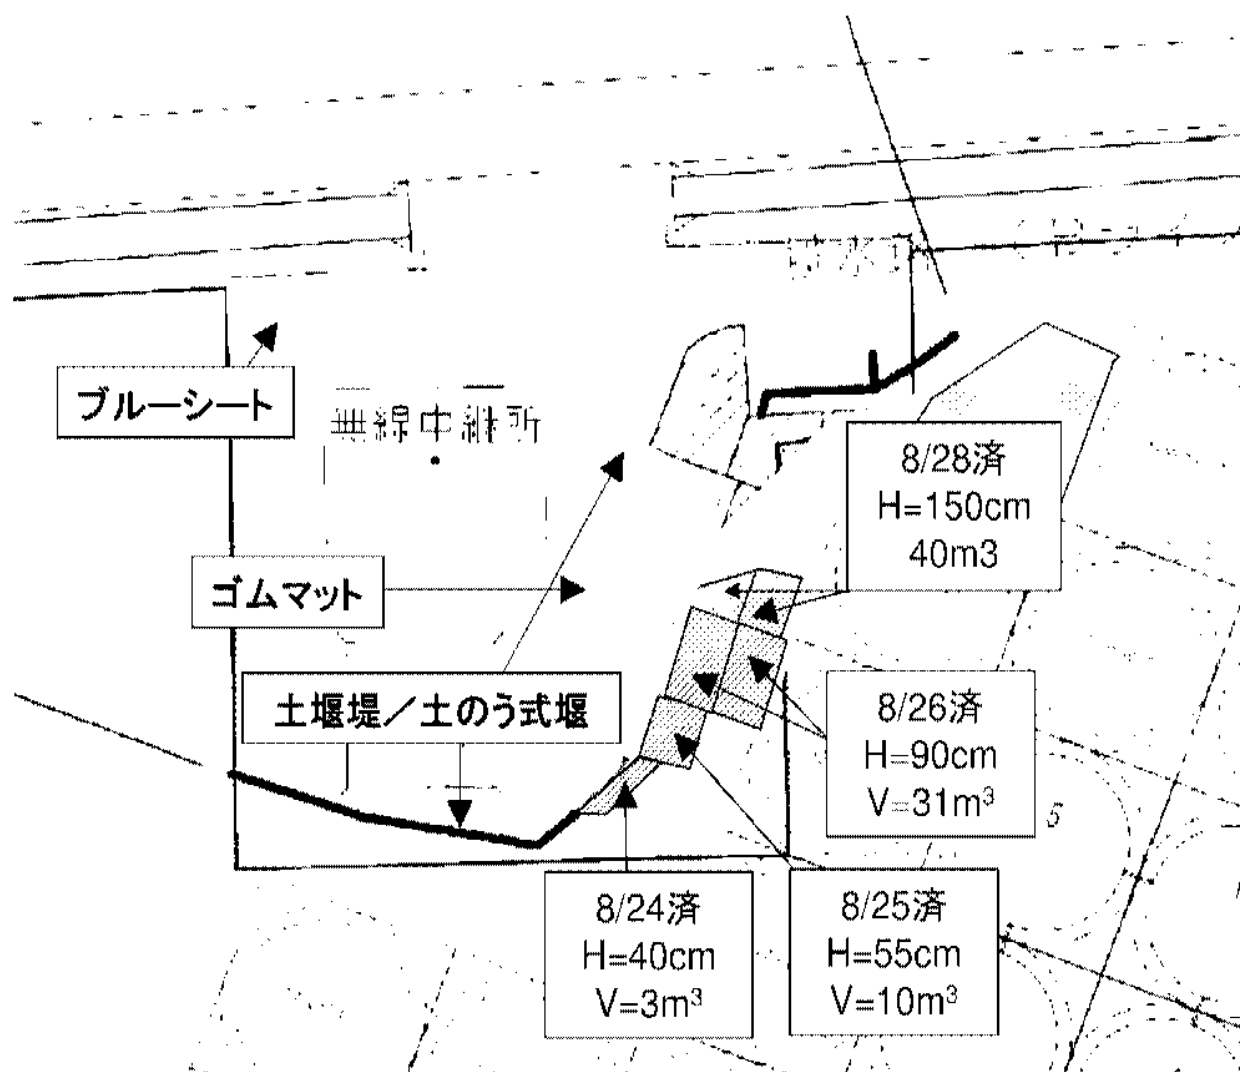 ブルーシート
無線中継所
8/28済
H=150cm
40m3
ゴムマット
土堰堤／土のう式堰
8/26済
H=90cm
V=31m³
5
8/24済
H=40cm
V=3m³
8/25済
H=55cm
V=10m³